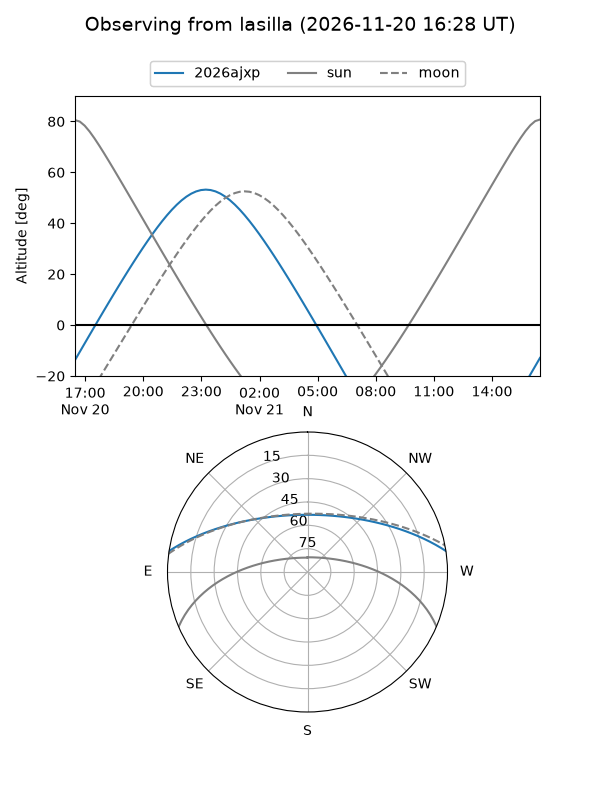 Observing from lasilla (2026-11-20 16:28 UT)
2026ajxp sun moon
Altitude [deg]
80
60
40
20
0
−20
17:00 20:00 23:00 02:00 05:00 08:00 11:00 14:00
Nov 20 Nov 21
N
NE NW
15
30
45
60
75
E W
SE SW
S